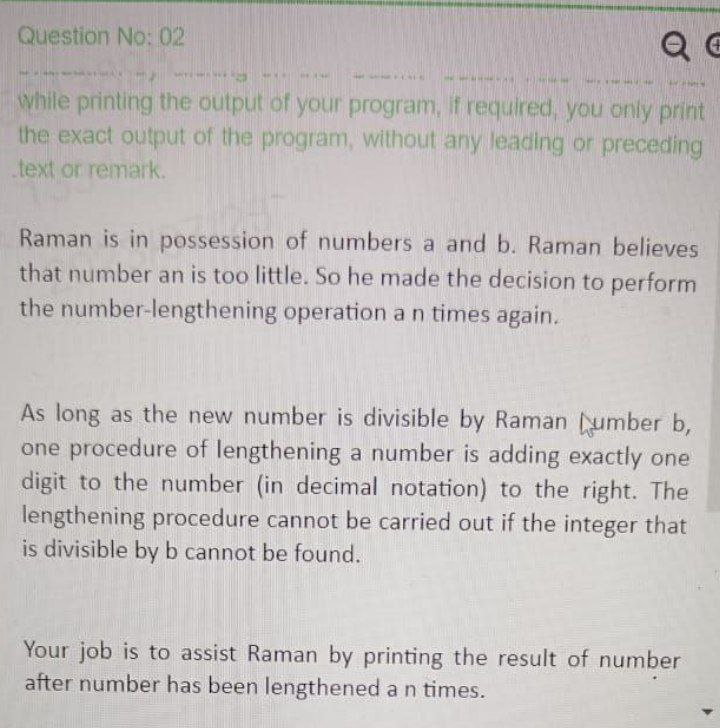 Question No: 02
while printing the output of your program, if required, you only print
the exact output of the program, without any leading or preceding
text or remark.
Raman is in possession of numbers a and b. Raman believes
that number an is too little. So he made the decision to perform
the number-lengthening operation a n times again.
As long as the new number is divisible by Raman number b,
one procedure of lengthening a number is adding exactly one
digit to the number (in decimal notation) to the right. The
lengthening procedure cannot be carried out if the integer that
is divisible by b cannot be found.
Your job is to assist Raman by printing the result of number
after number has been lengthened a n times.